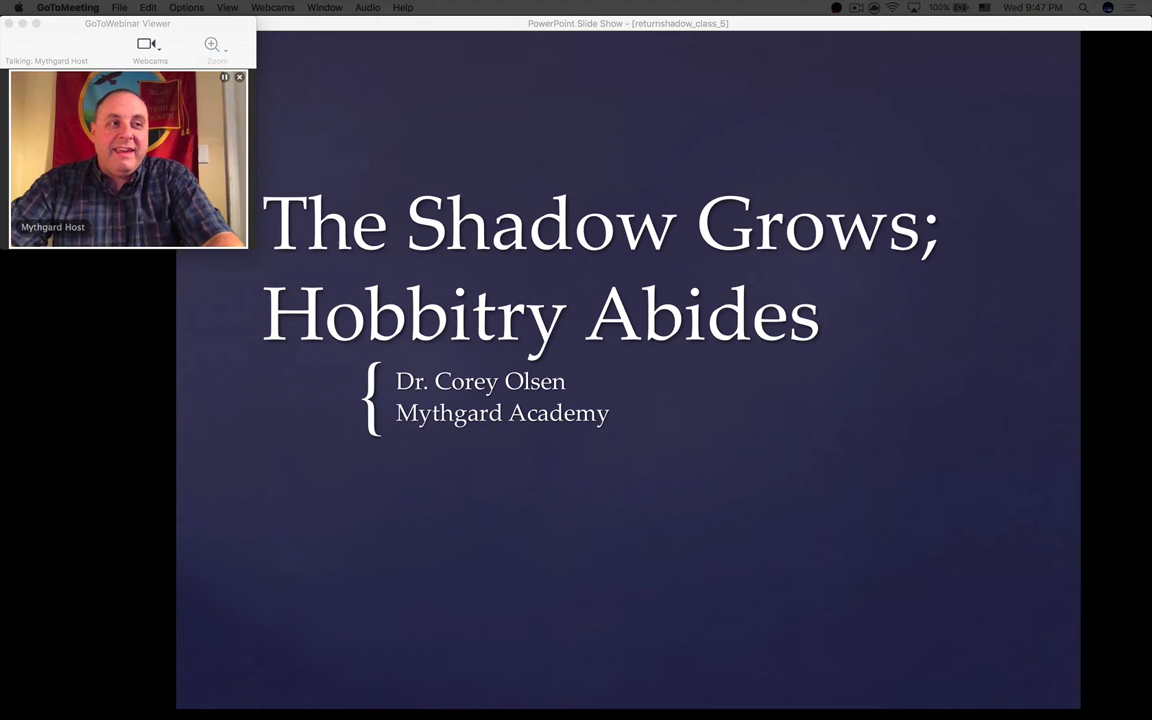 GoToMeeting File Edit Options View Webcams Window Audio Help 100% Wed 9:47 PM
GoToWebinar Viewer
PowerPoint Slide Show - [returnshadow_class_5]
Talking: Mythgard Host
Webcams
Zoom
Mythgard Host
The Shadow Grows;
Hobbitry Abides
{ Dr. Corey Olsen
Mythgard Academy